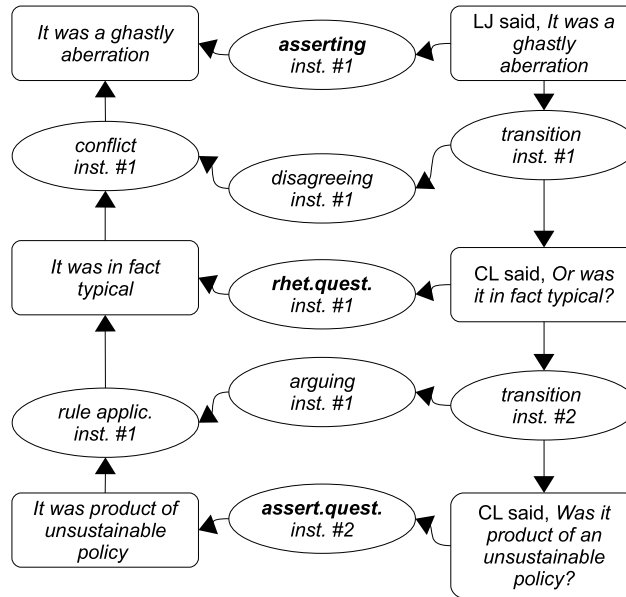 It was a ghastly
aberration
asserting
inst. #1
LJ said, It was a
ghastly
aberration
conflict
inst. #1
disagreeing
inst. #1
transition
inst. #1
It was in fact
typical
rhet.quest.
inst. #1
CL said, Or was
it in fact typical?
rule applic.
inst. #1
arguing
inst. #1
transition
inst. #2
It was product of
unsustainable
policy
assert.quest.
inst. #2
CL said, Was it
product of an
unsustainable
policy?